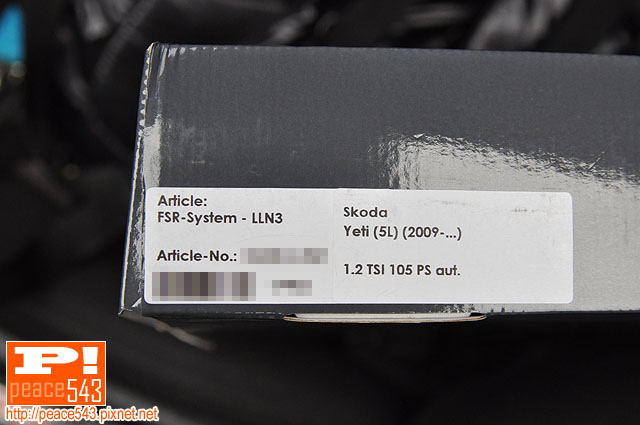 Article:
FSR-System - LLN3
Article-No.:
Skoda
Yeti (5L) (2009-...)
1.2 TSI 105 PS aut.
P!
peace543
http://peace543.pixnet.net